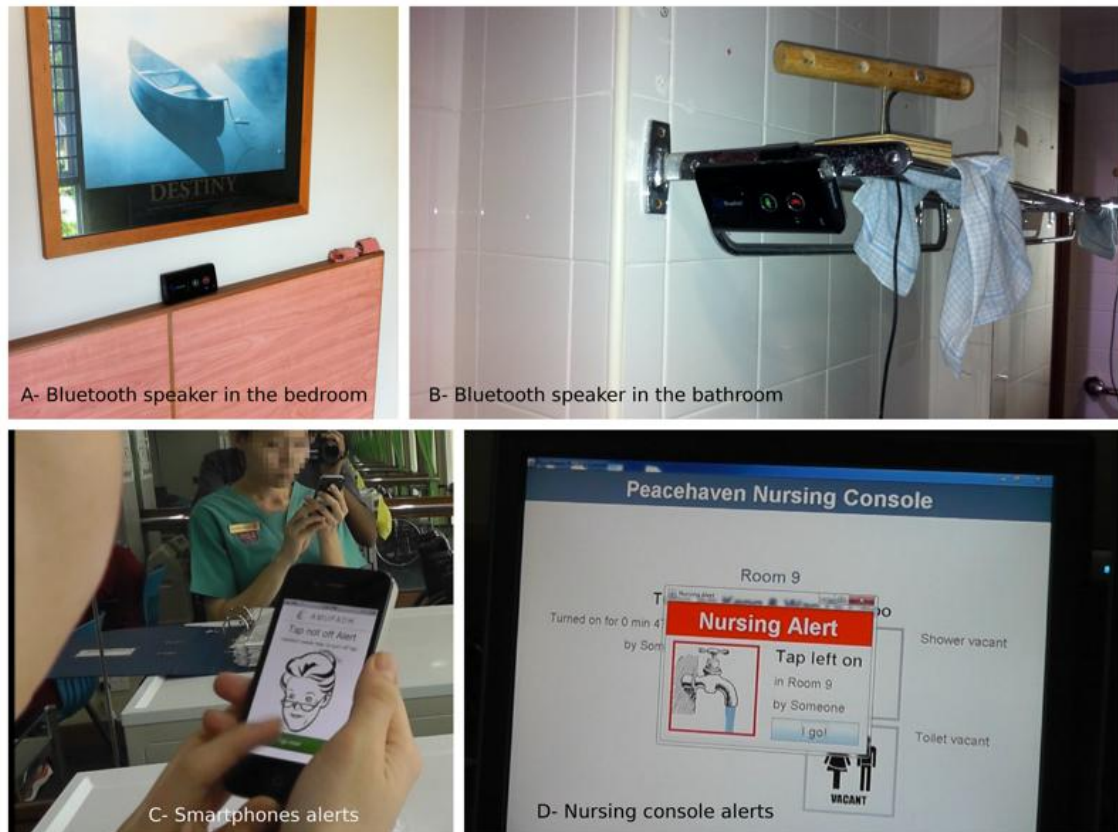 DESTINY
A- Bluetooth speaker in the bedroom
B- Bluetooth speaker in the bathroom
Tap not off Alert
C- Smartphones alerts
Peacehaven Nursing Console
Room 9
Nursing Alert
Turned on for 0 min
Tap left on
in Room 9
by Someone
I go!
Shower vacant
Toilet vacant
VACANT
D- Nursing console alerts